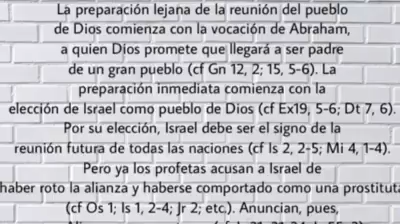 La preparación lejana de la reunión del pueblo
de Dios comienza con la vocación de Abraham,
a quien Dios promete que llegará a ser padre
de un gran pueblo (cf Gn 12, 2; 15, 5-6). La
preparación inmediata comienza con la
elección de Israel como pueblo de Dios (cf Ex19, 5-6; Dt 7, 6).
Por su elección, Israel debe ser el signo de la
reunión futura de todas las naciones (cf Is 2, 2-5; Mi 4, 1-4).
Pero ya los profetas acusan a Israel de
haber roto la alianza y haberse comportado como una prostituta
(cf Os 1; Is 1, 2-4; Jr 2; etc.). Anuncian, pues,